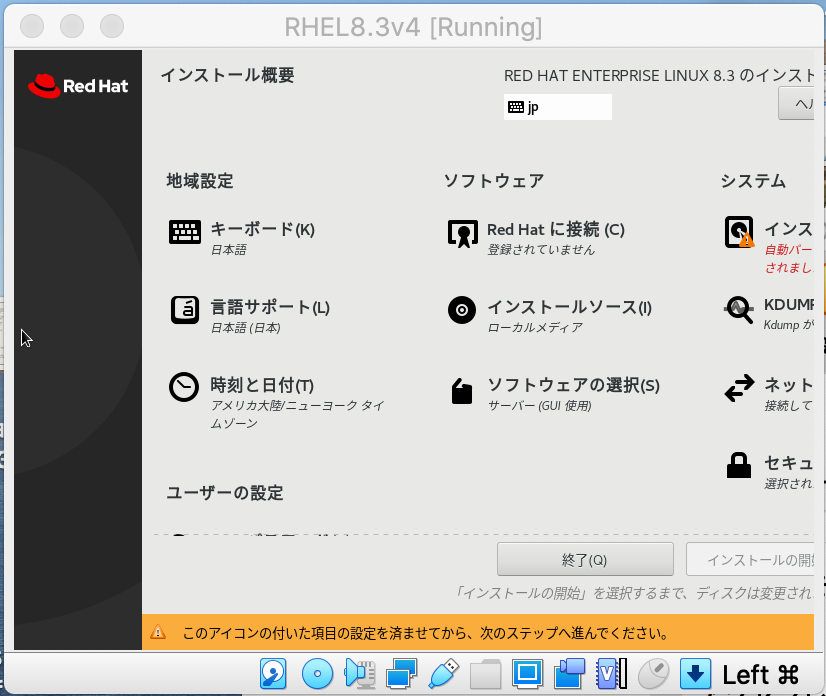 RHEL8.3v4 [Running]
Red Hat
インストール概要
RED HAT ENTERPRISE LINUX 8.3 のインスト
jp
ヘル
地域設定
キーボード(K)
日本語
言語サポート(L)
日本語 (日本)
時刻と日付(T)
アメリカ大陸/ニューヨーク タイ
ムゾーン
ユーザーの設定
ソフトウェア
Red Hat に接続 (C)
登録されていません
インストールソース(I)
ローカルメディア
ソフトウェアの選択(S)
サーバー (GUI 使用)
システム
インス
自動パー
されまし
KDUMP
Kdump が
ネット
接続して
セキュ
選択され
終了(Q)
インストールの開始
「インストールの開始」を選択するまで、ディスクは変更され
このアイコンの付いた項目の設定を済ませてから、次のステップへ進んでください。
V
Left ⌘